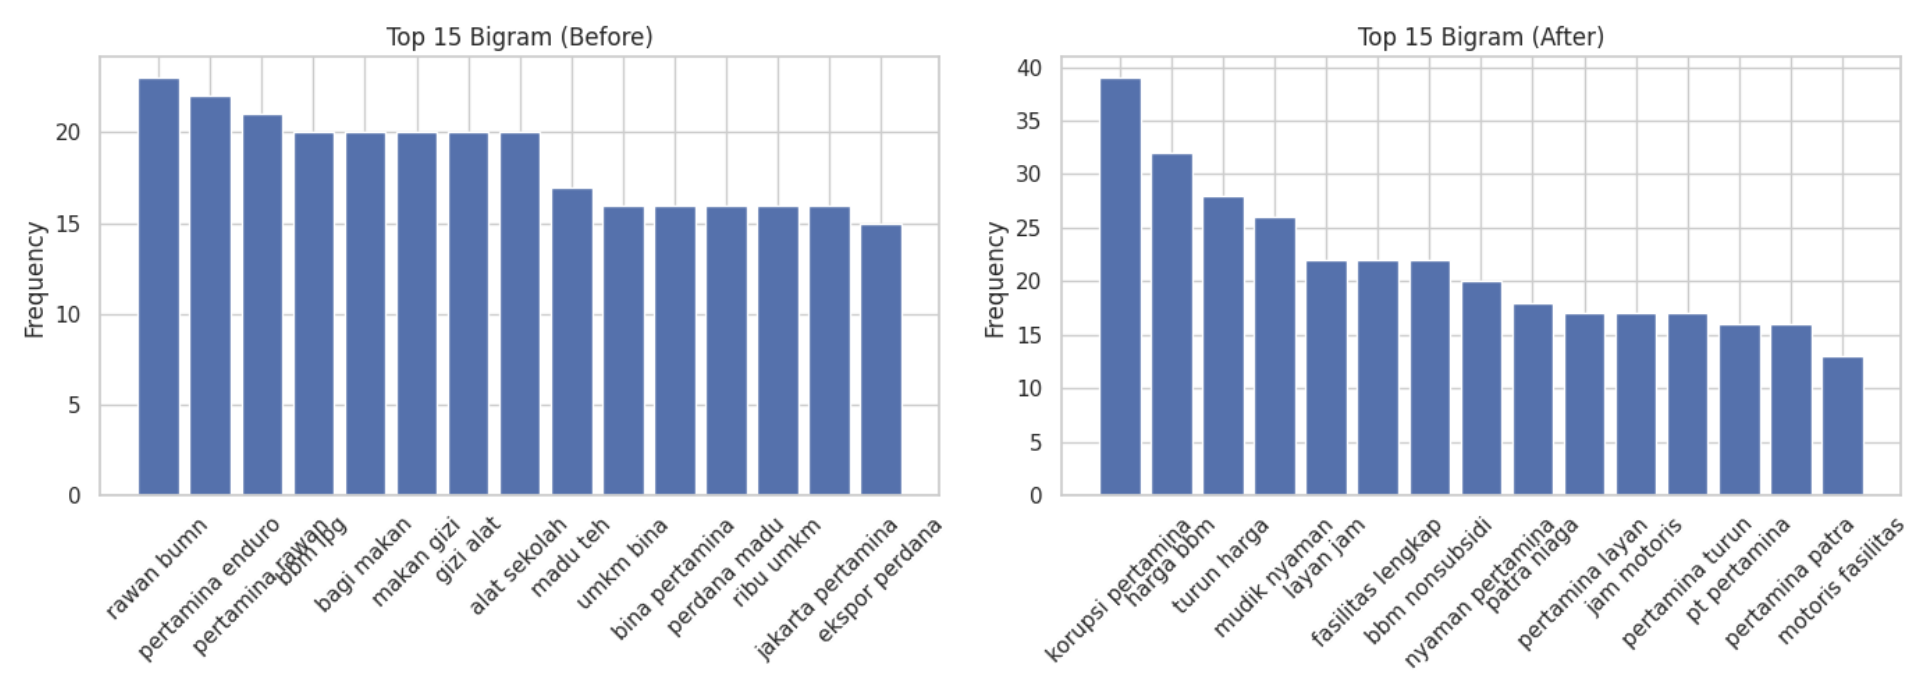 Top 15 Bigram (Before)
Frequency
20
15
10
5
0
rawan bumn
pertamina enduro
pertamina rawan
bbm lpg
bagi makan
makan gizi
gizi alat
alat sekolah
madu teh
umkm bina
bina pertamina
perdana madu
ribu umkm
jakarta pertamina
ekspor perdana
Top 15 Bigram (After)
Frequency
40
35
30
25
20
15
10
5
0
korupsi pertamina
harga bbm
turun harga
mudik nyaman
layan jam
fasilitas lengkap
bbm nonsubsidi
nyaman pertamina
patra niaga
pertamina layan
jam motoris
pertamina turun
pt pertamina
pertamina patra
motoris fasilitas